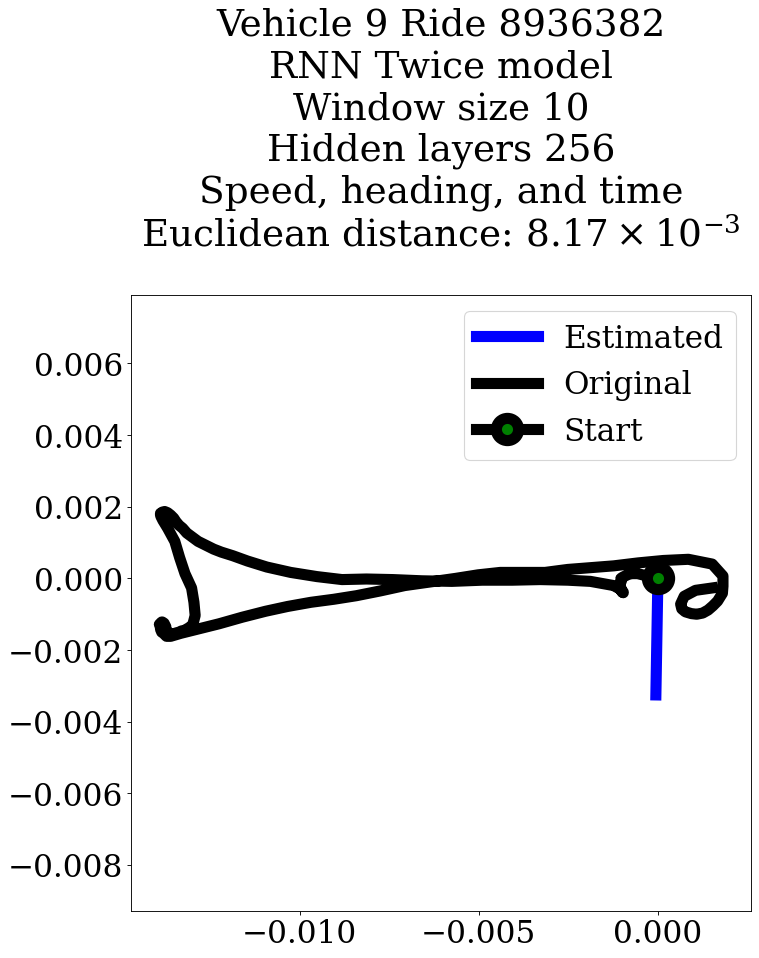 Vehicle 9 Ride 8936382
RNN Twice model
Window size 10
Hidden layers 256
Speed, heading, and time
Euclidean distance: 8.17 × 10⁻³
Estimated
Original
Start
0.006
0.004
0.002
0.000
−0.002
−0.004
−0.006
−0.008
−0.010
−0.005
0.000